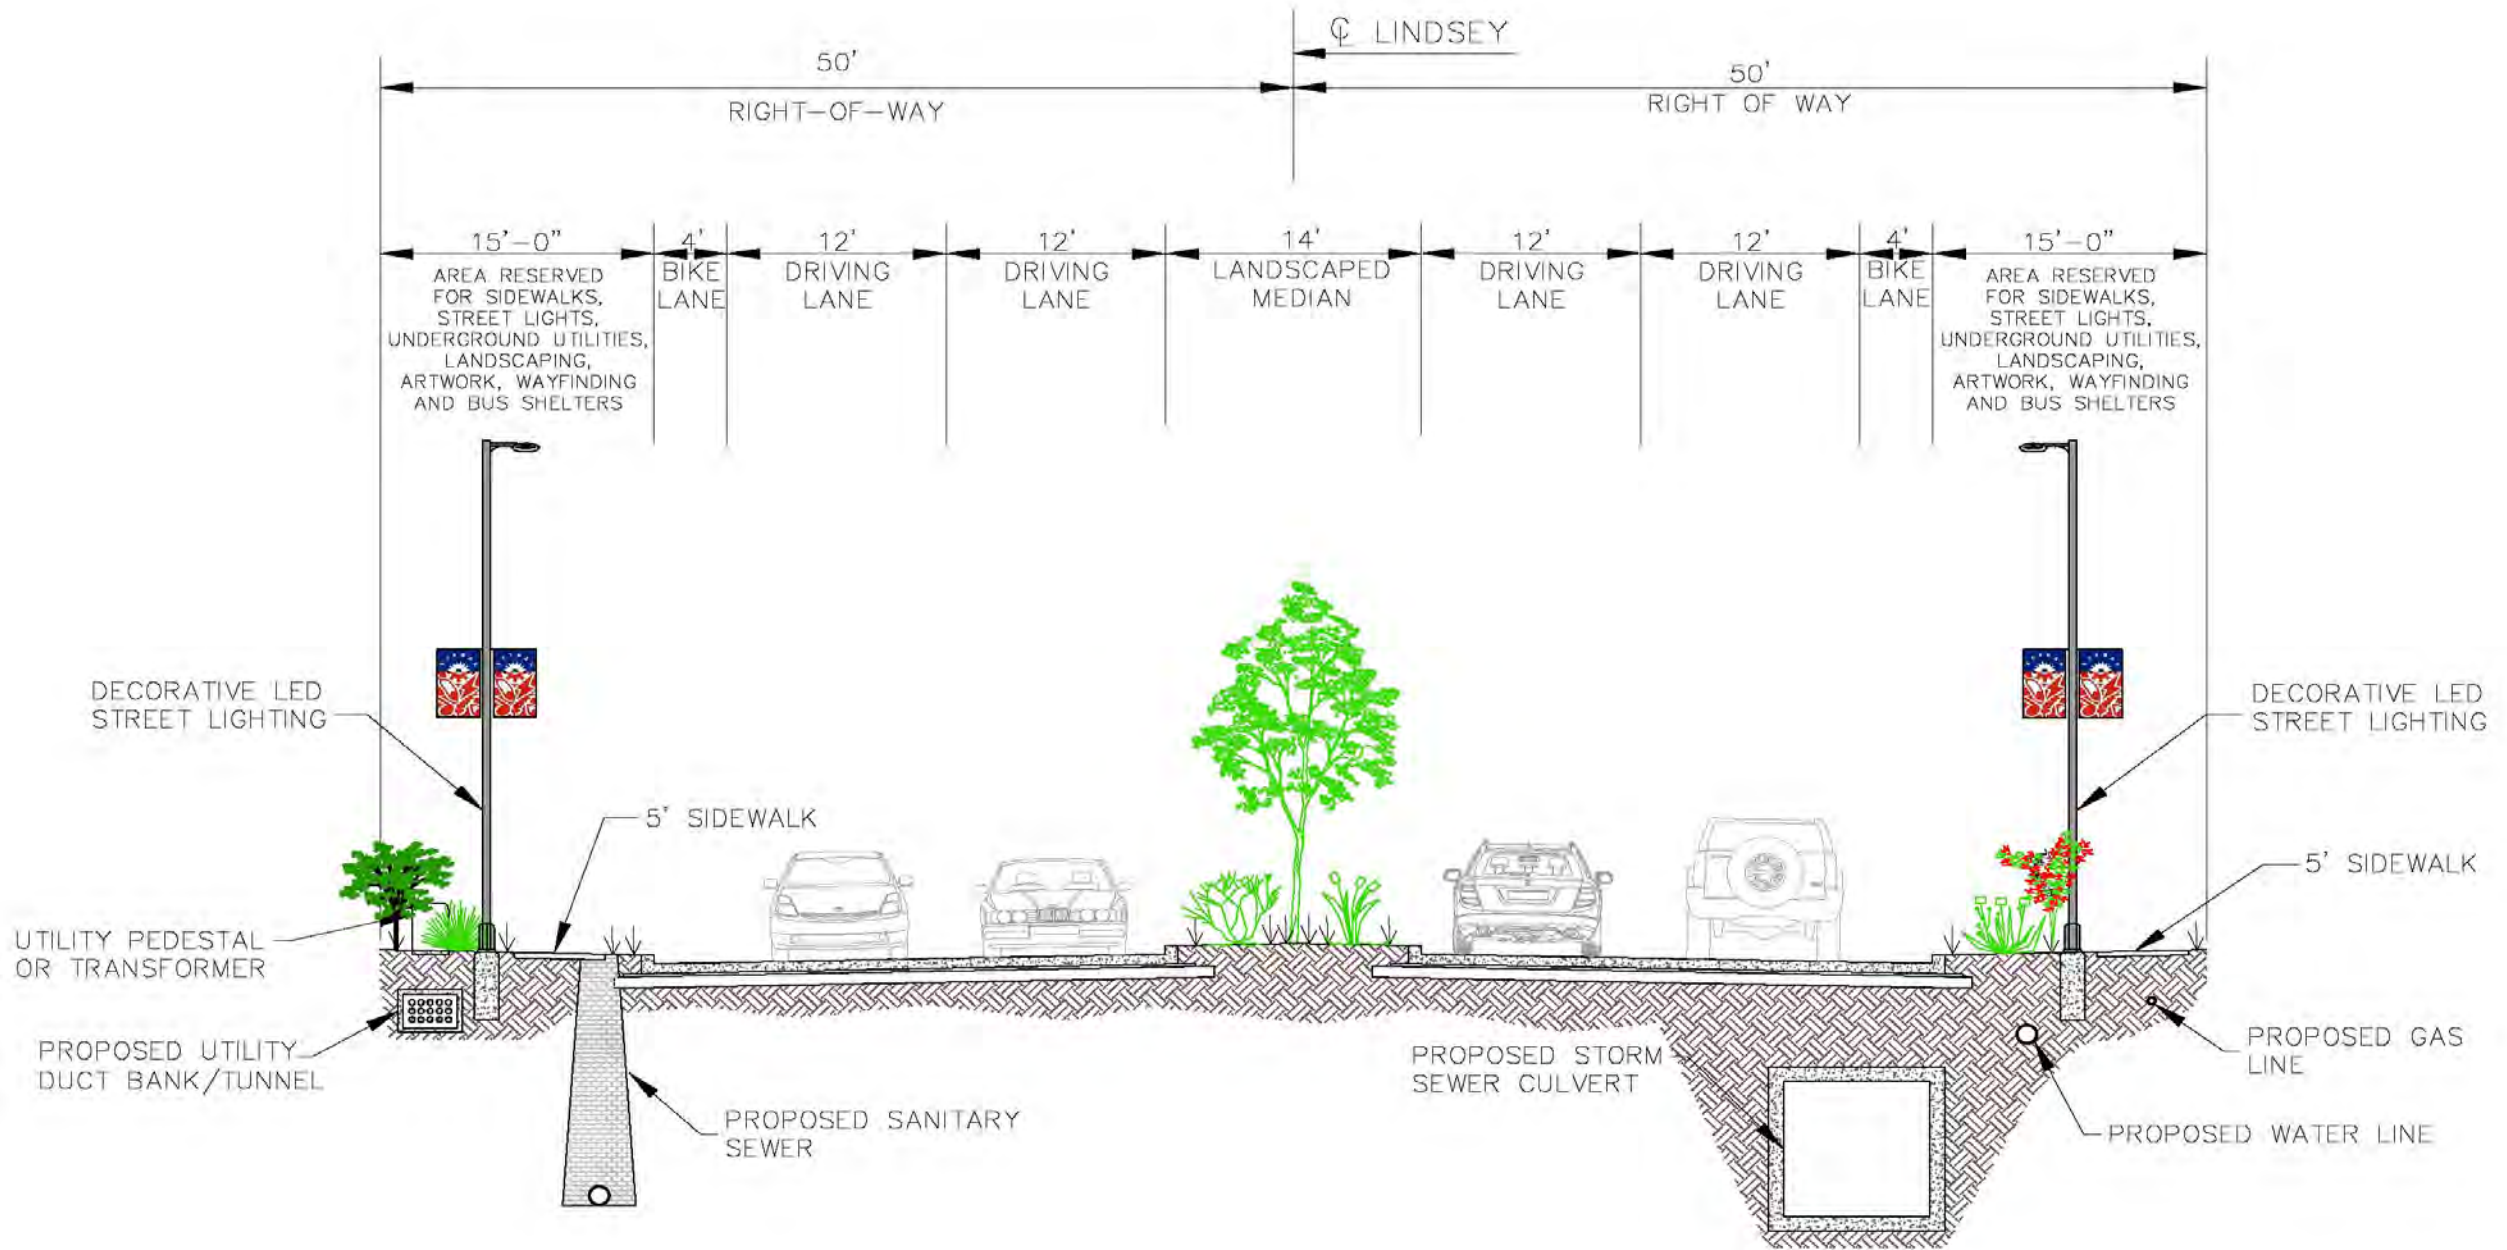 ℄ LINDSEY
50'
RIGHT-OF-WAY
50'
RIGHT OF WAY
15'-0"
AREA RESERVED
FOR SIDEWALKS,
STREET LIGHTS,
UNDERGROUND UTILITIES,
LANDSCAPING,
ARTWORK, WAYFINDING
AND BUS SHELTERS
4'
BIKE
LANE
12'
DRIVING
LANE
12'
DRIVING
LANE
14'
LANDSCAPED
MEDIAN
12'
DRIVING
LANE
12'
DRIVING
LANE
4'
BIKE
LANE
15'-0"
AREA RESERVED
FOR SIDEWALKS,
STREET LIGHTS,
UNDERGROUND UTILITIES,
LANDSCAPING,
ARTWORK, WAYFINDING
AND BUS SHELTERS
DECORATIVE LED
STREET LIGHTING
DECORATIVE LED
STREET LIGHTING
5' SIDEWALK
5' SIDEWALK
UTILITY PEDESTAL
OR TRANSFORMER
PROPOSED UTILITY
DUCT BANK/TUNNEL
PROPOSED SANITARY
SEWER
PROPOSED STORM
SEWER CULVERT
PROPOSED GAS
LINE
PROPOSED WATER LINE